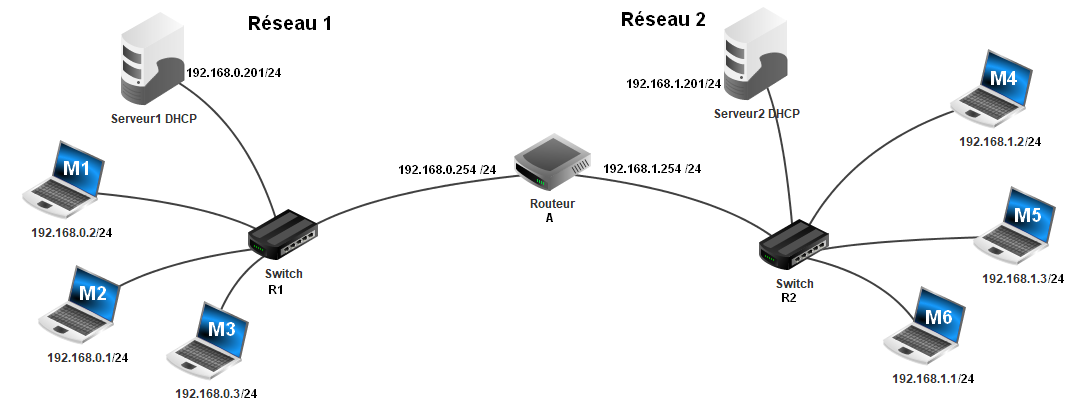 Réseau 1
Réseau 2
192.168.0.201/24
Serveur1 DHCP
192.168.1.201/24
Serveur2 DHCP
M4
192.168.1.2/24
M1
192.168.0.2/24
192.168.0.254 /24
192.168.1.254 /24
Routeur
A
M5
192.168.1.3/24
Switch
R1
Switch
R2
M2
192.168.0.1/24
M3
192.168.0.3/24
M6
192.168.1.1/24